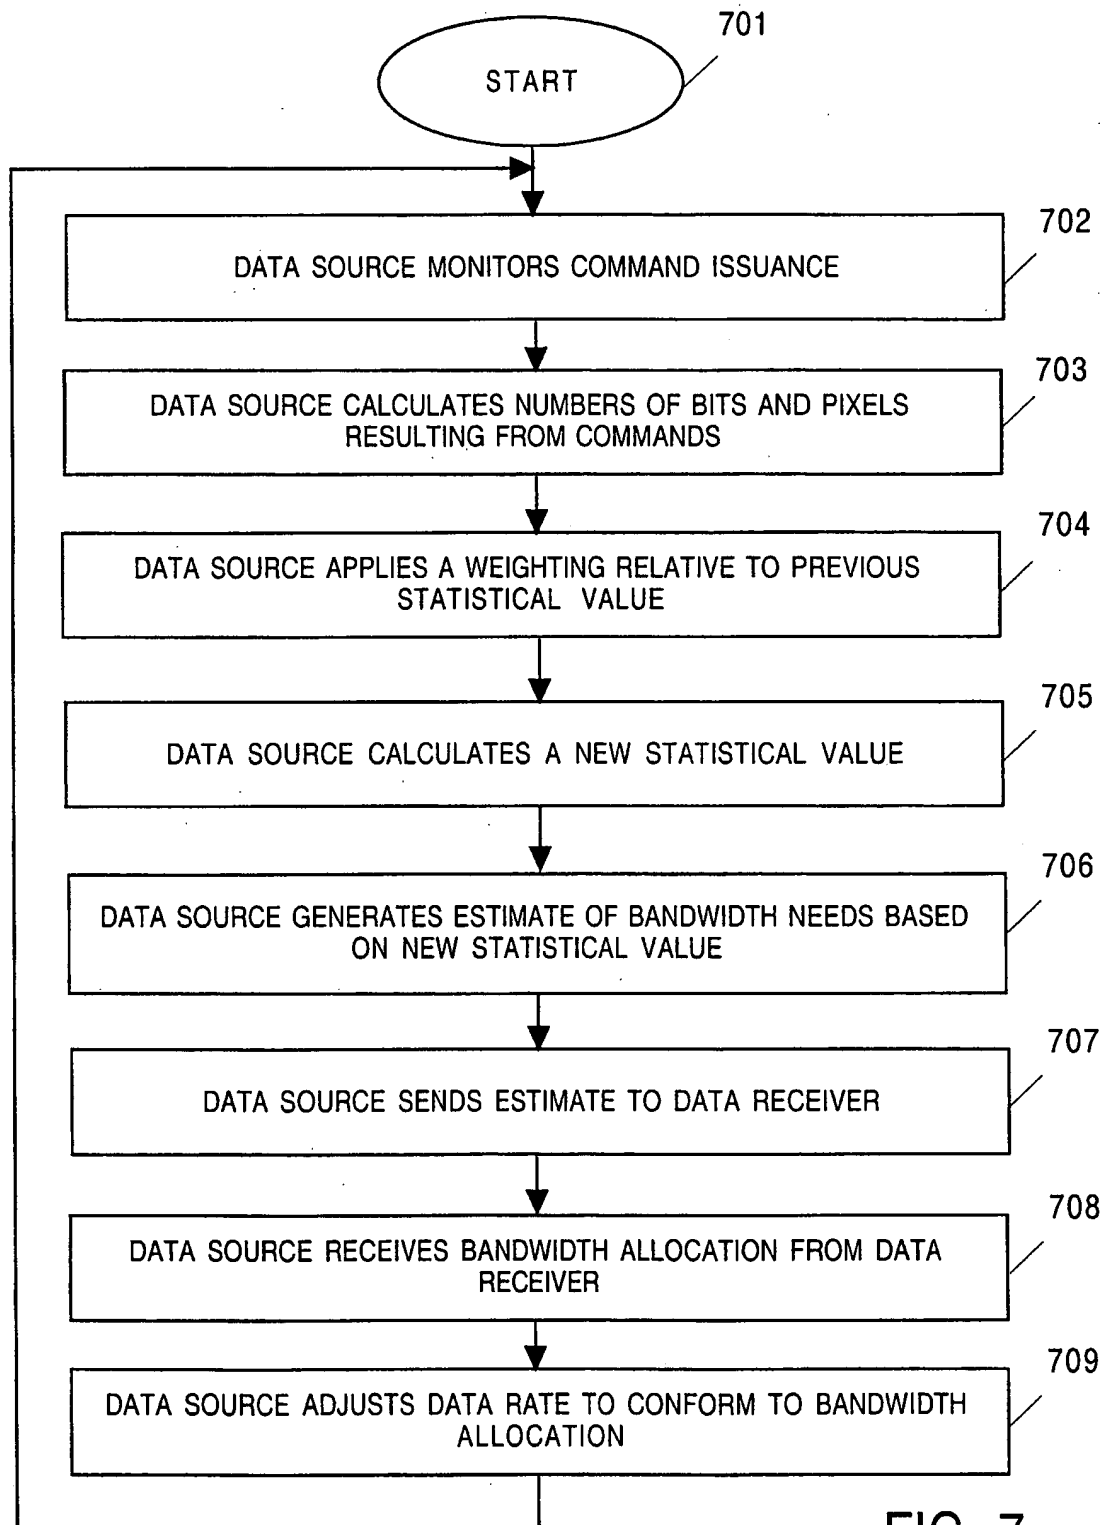 701
START
702
DATA SOURCE MONITORS COMMAND ISSUANCE
703
DATA SOURCE CALCULATES NUMBERS OF BITS AND PIXELS
RESULTING FROM COMMANDS
704
DATA SOURCE APPLIES A WEIGHTING RELATIVE TO PREVIOUS
STATISTICAL VALUE
705
DATA SOURCE CALCULATES A NEW STATISTICAL VALUE
706
DATA SOURCE GENERATES ESTIMATE OF BANDWIDTH NEEDS BASED
ON NEW STATISTICAL VALUE
707
DATA SOURCE SENDS ESTIMATE TO DATA RECEIVER
708
DATA SOURCE RECEIVES BANDWIDTH ALLOCATION FROM DATA
RECEIVER
709
DATA SOURCE ADJUSTS DATA RATE TO CONFORM TO BANDWIDTH
ALLOCATION
FIG. 7